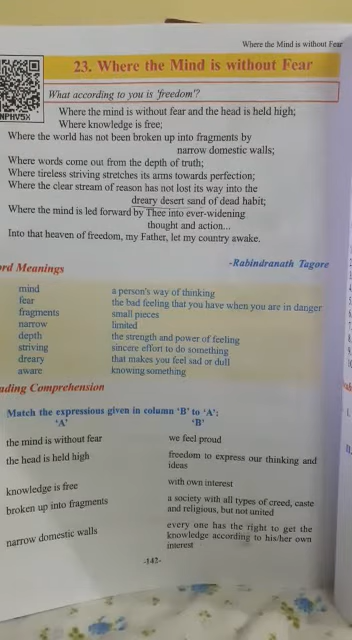 Where the Mind is without Fear
23. Where the Mind is without Fear
NPHV5X
What according to you is 'freedom'?
Where the mind is without fear and the head is held high;
Where knowledge is free;
Where the world has not been broken up into fragments by
narrow domestic walls;
Where words come out from the depth of truth;
Where tireless striving stretches its arms towards perfection;
Where the clear stream of reason has not lost its way into the
dreary desert sand of dead habit;
Where the mind is led forward by Thee into ever-widening
thought and action...
Into that heaven of freedom, my Father, let my country awake.
-Rabindranath Tagore
rd Meanings
mind a person's way of thinking
fear the bad feeling that you have when you are in danger
fragments small pieces
narrow limited
depth the strength and power of feeling
striving sincere effort to do something
dreary that makes you feel sad or dull
aware knowing something
ading Comprehension
Match the expressions given in column 'B' to 'A':
'A' 'B'
the mind is without fear we feel proud
the head is held high freedom to express our thinking and
ideas
knowledge is free with own interest
broken up into fragments a society with all types of creed, caste
and religious, but not united
narrow domestic walls every one has the right to get the
knowledge according to his/her own
interest
-142-